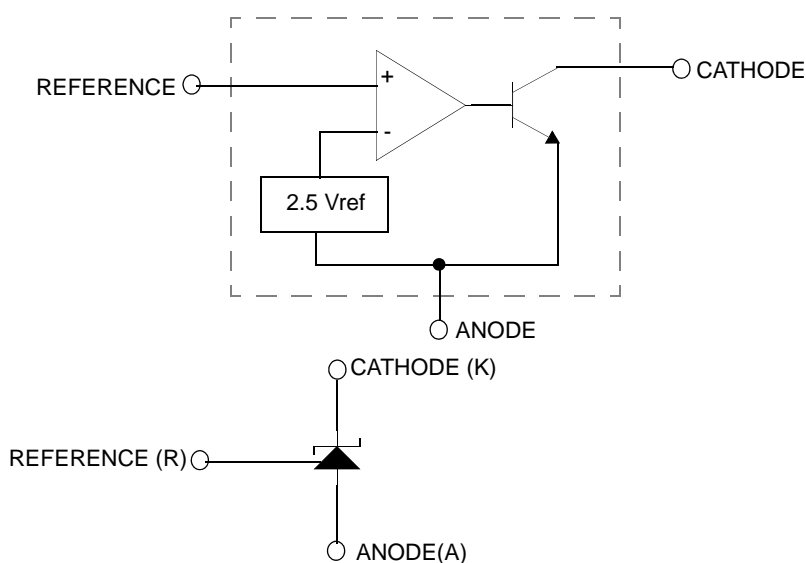 REFERENCE
+
-
CATHODE
2.5 Vref
ANODE
CATHODE (K)
REFERENCE (R)
ANODE(A)